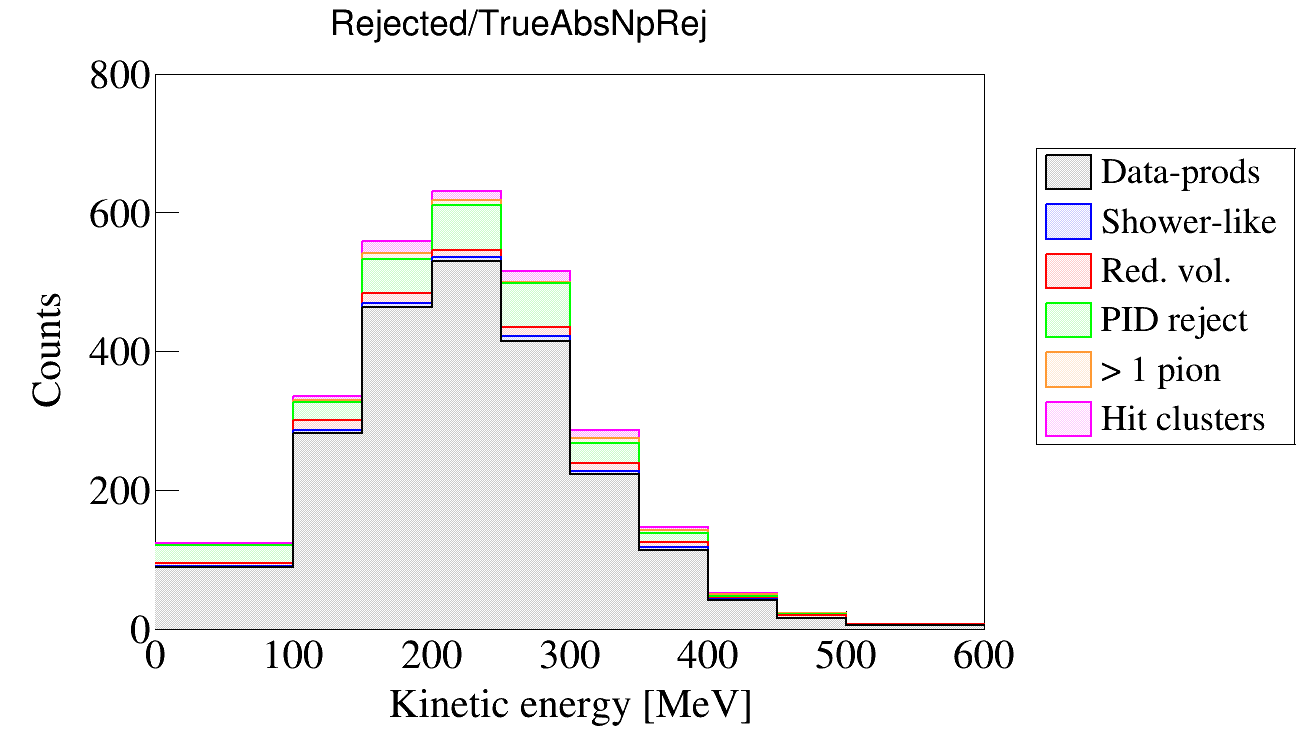 Rejected/TrueAbsNpRej
800
600
400
200
0
0 100 200 300 400 500 600
Counts
Kinetic energy [MeV]
Data-prods
Shower-like
Red. vol.
PID reject
> 1 pion
Hit clusters